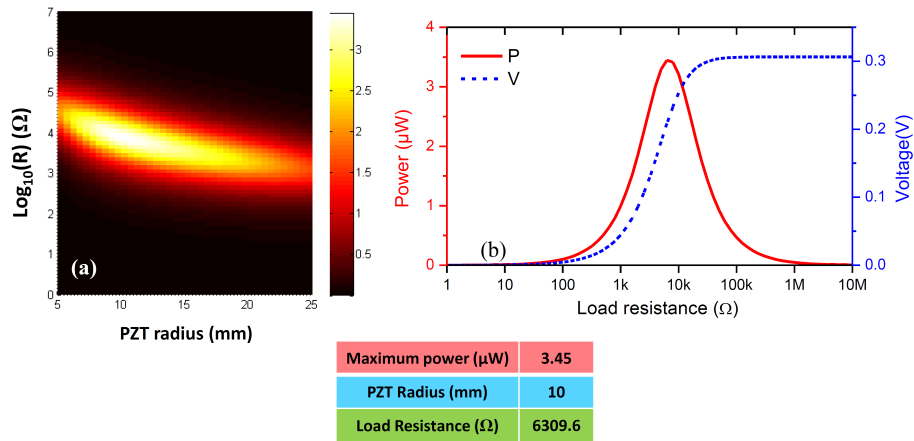 7
6
5
4
3
2
1
0
Log10(R) (Ω)
5
10
15
20
25
PZT radius (mm)
(a)
3
2.5
2
1.5
1
0.5
4
3
2
1
0
Power (μW)
P
V
(b)
0.3
0.2
0.1
0.0
Voltage(V)
1
10
100
1k
10k
100k
1M
10M
Load resistance (Ω)
Maximum power (μW) 3.45
PZT Radius (mm) 10
Load Resistance (Ω) 6309.6